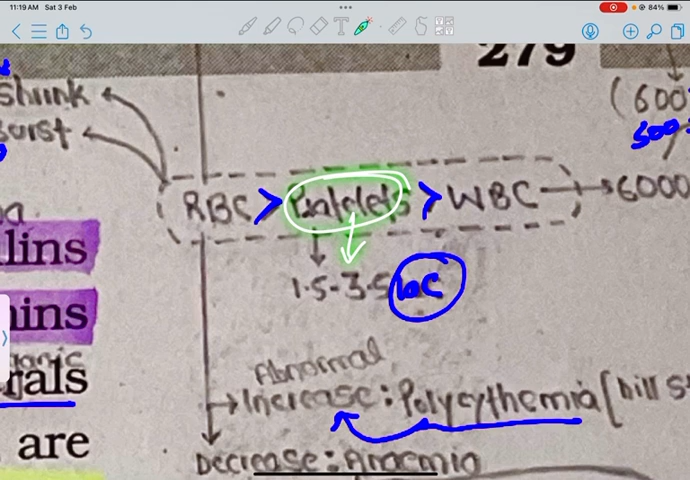 11:19 AM Sat 3 Feb
84%
279
shrink
burst
(600
500
RBC > Platelets > WBC → 6000
lins
1.5-3.5 lac
ins
Abnormal
rals
→ Increase : Polycythemia [hill s
are
Decrease : Anaemia